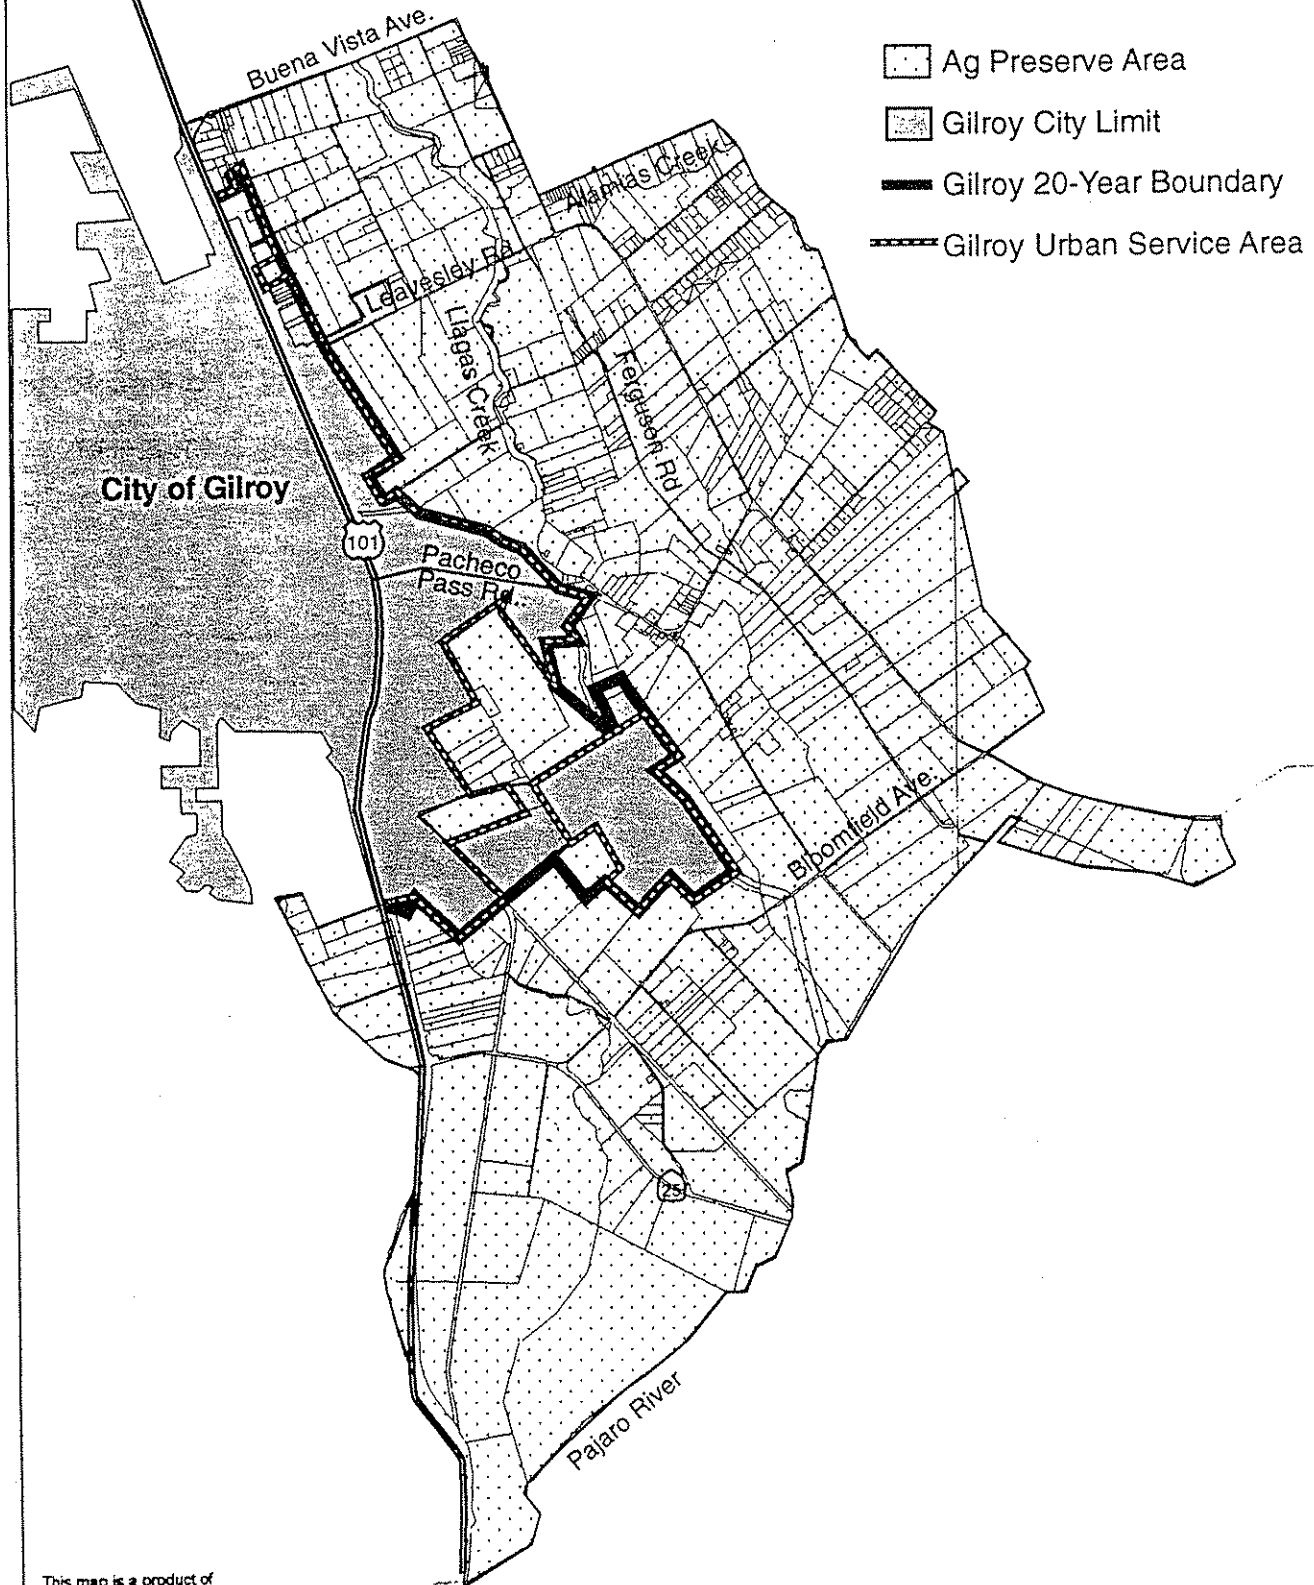 Buena Vista Ave.
Ag Preserve Area
Gilroy City Limit
Gilroy 20-Year Boundary
Gilroy Urban Service Area
Alamias Creek
Leavesley Rd.
Llagas Creek
Ferguson Rd
City of Gilroy
101
Pacheco
Pass Rd..
Bloomfield Ave.
25
Pajaro River
This map is a product of